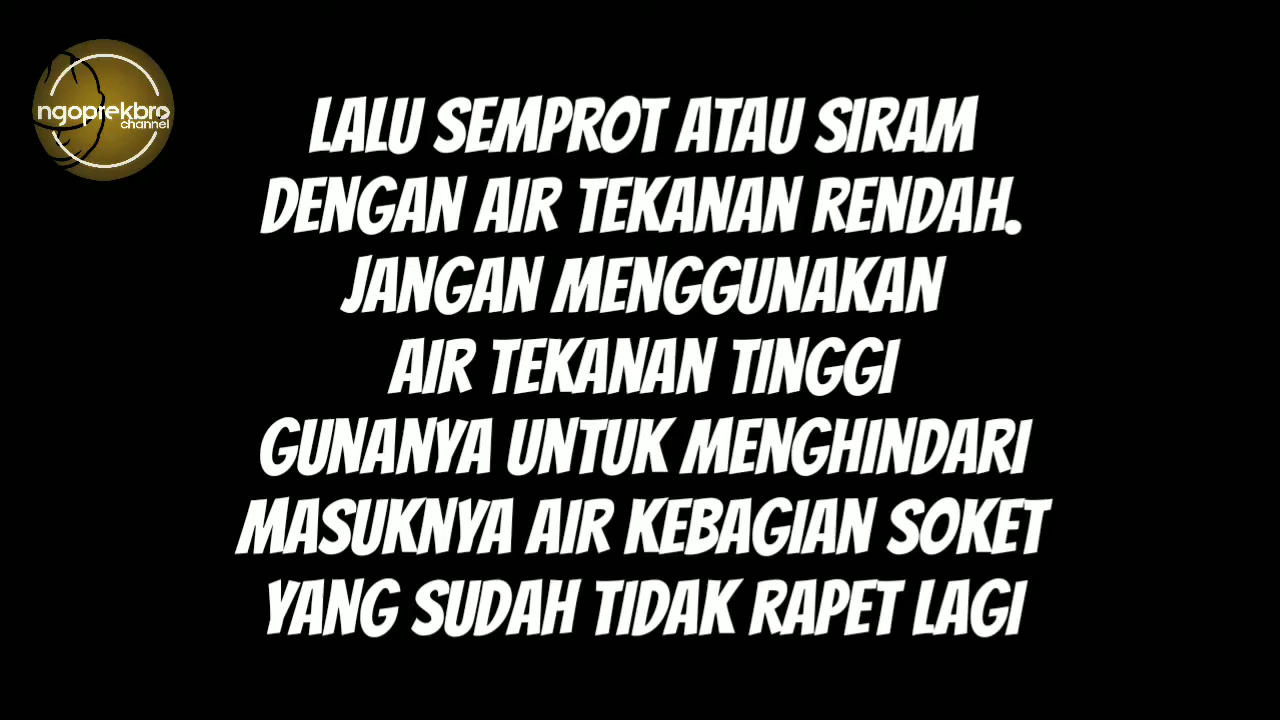 ngoprekbro
channel
LALU SEMPROT ATAU SIRAM
DENGAN AIR TEKANAN RENDAH.
JANGAN MENGGUNAKAN
AIR TEKANAN TINGGI
GUNANYA UNTUK MENGHINDARI
MASUKNYA AIR KEBAGIAN SOKET
YANG SUDAH TIDAK RAPET LAGI